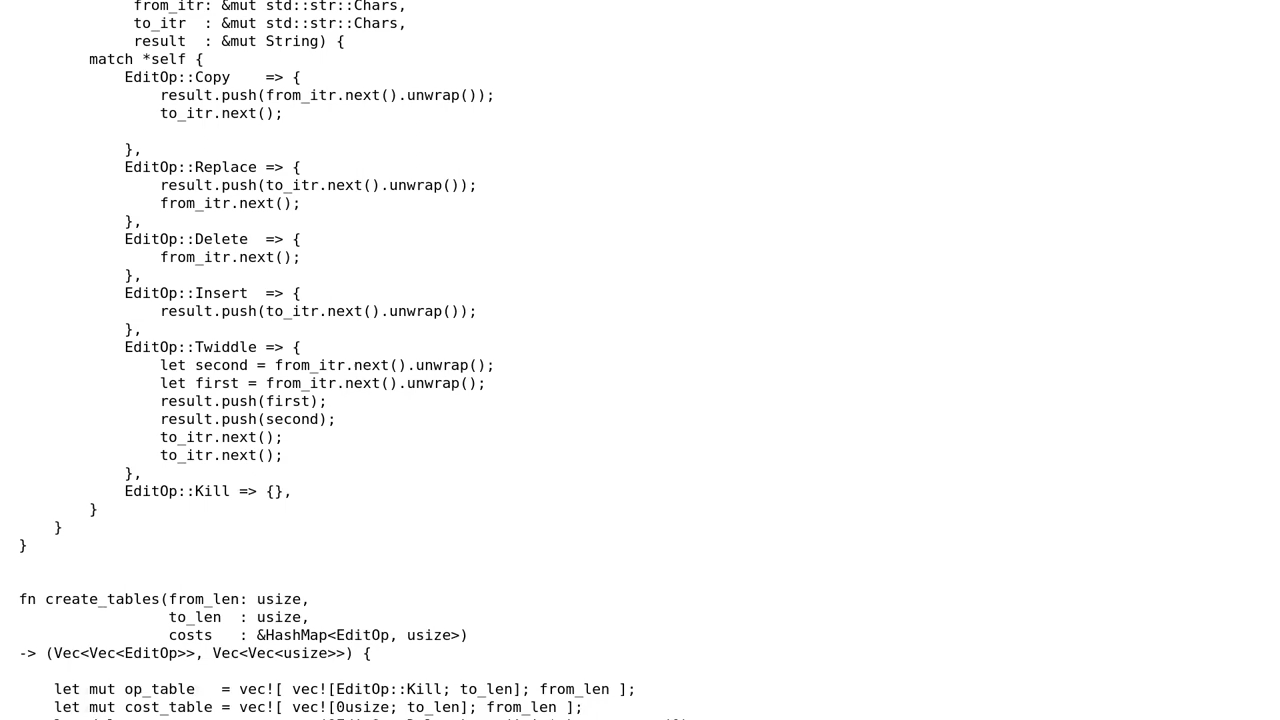 from_itr: &mut std::str::Chars,
             to_itr  : &mut std::str::Chars,
             result  : &mut String) {
        match *self {
            EditOp::Copy    => {
                result.push(from_itr.next().unwrap());
                to_itr.next();

            },
            EditOp::Replace => {
                result.push(to_itr.next().unwrap());
                from_itr.next();
            },
            EditOp::Delete  => {
                from_itr.next();
            },
            EditOp::Insert  => {
                result.push(to_itr.next().unwrap());
            },
            EditOp::Twiddle => {
                let second = from_itr.next().unwrap();
                let first = from_itr.next().unwrap();
                result.push(first);
                result.push(second);
                to_itr.next();
                to_itr.next();
            },
            EditOp::Kill => {},
        }
    }
}


fn create_tables(from_len: usize,
                 to_len  : usize,
                 costs   : &HashMap<EditOp, usize>)
-> (Vec<Vec<EditOp>>, Vec<Vec<usize>>) {

    let mut op_table   = vec![ vec![EditOp::Kill; to_len]; from_len ];
    let mut cost_table = vec![ vec![0usize; to_len]; from_len ];